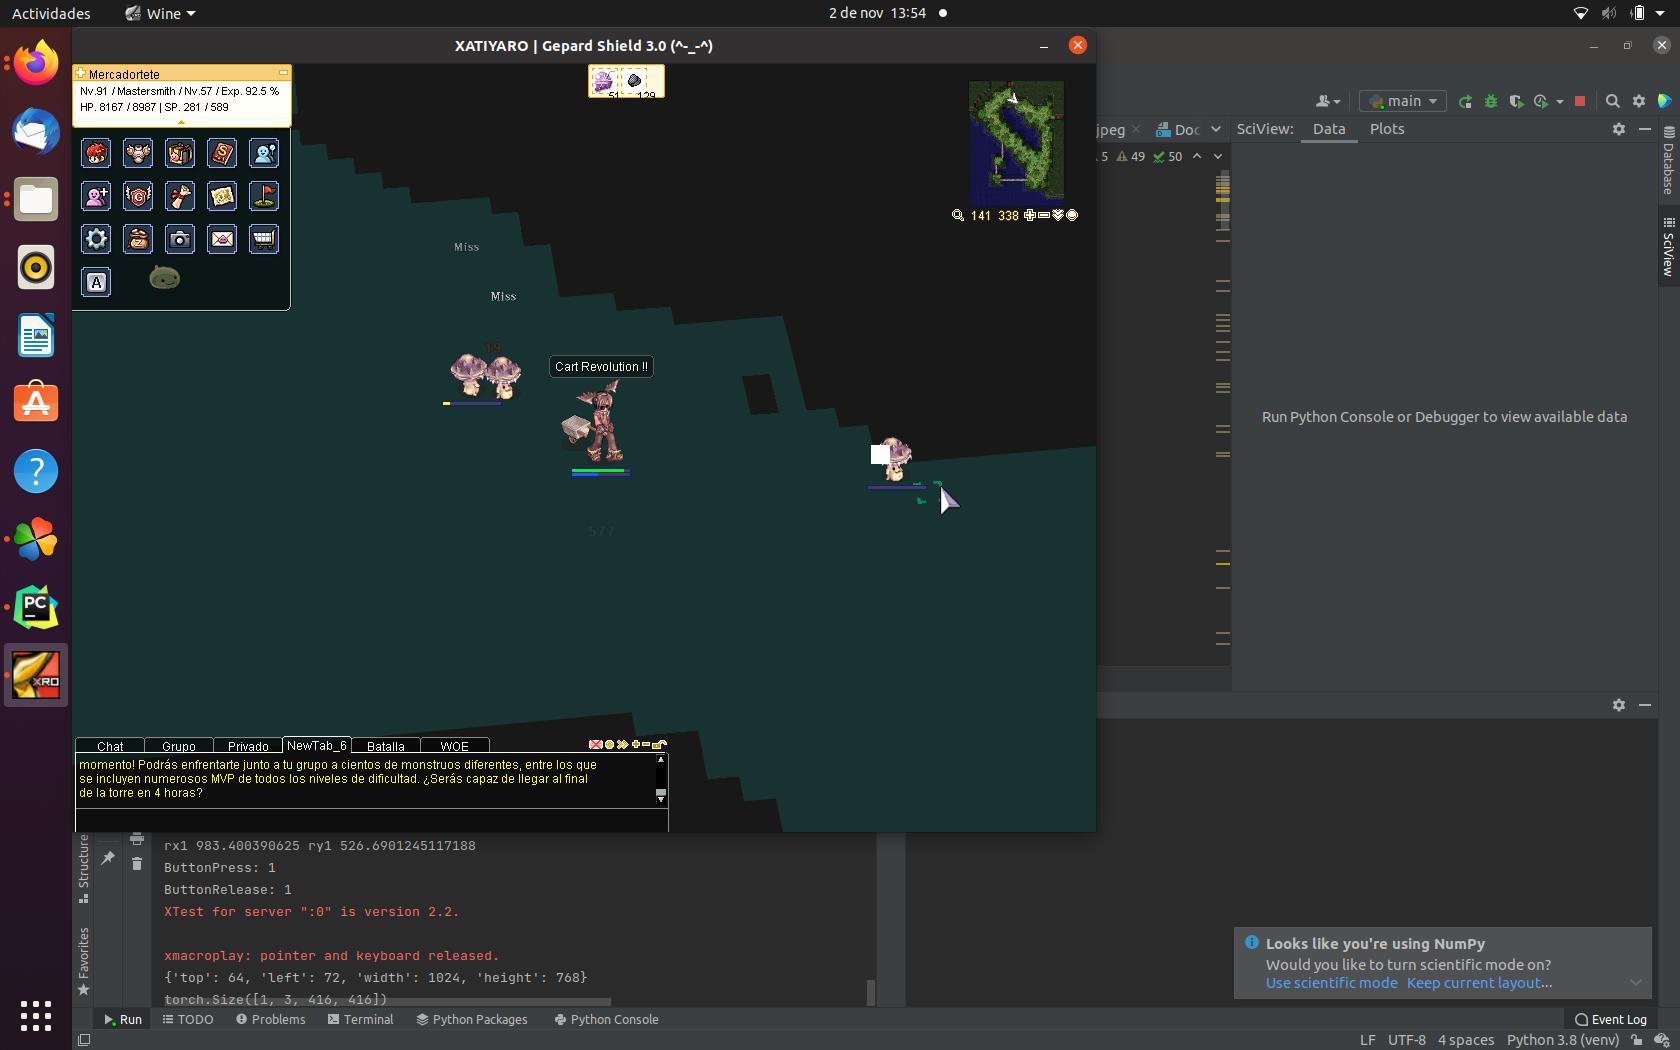 Actividades
Wine
2 de nov 13:54
XATIYARO | Gepard Shield 3.0 (^-_-^)
Mercadortete
Nv.91 / Mastersmith / Nv.57 / Exp. 92.5 %
HP. 8167 / 8987 | SP. 281 / 589
51
129
141 338
A
Miss
Miss
19
Cart Revolution !!
577
main
jpeg
Doc
SciView:
Data
Plots
5
49
50
Database
SciView
Run Python Console or Debugger to view available data
PC
XRO
Chat
Grupo
Privado
NewTab_6
Batalla
WOE
momento! Podrás enfrentarte junto a tu grupo a cientos de monstruos diferentes, entre los que
se incluyen numerosos MVP de todos los niveles de dificultad. ¿Serás capaz de llegar al final
de la torre en 4 horas?
Structure
Favorites
rx1 983.400390625 ry1 526.6901245117188
ButtonPress: 1
ButtonRelease: 1
XTest for server ":0" is version 2.2.
xmacroplay: pointer and keyboard released.
{'top': 64, 'left': 72, 'width': 1024, 'height': 768}
torch.Size([1, 3, 416, 416])
Looks like you're using NumPy
Would you like to turn scientific mode on?
Use scientific mode Keep current layout...
Run
TODO
Problems
Terminal
Python Packages
Python Console
Event Log
LF UTF-8 4 spaces Python 3.8 (venv)